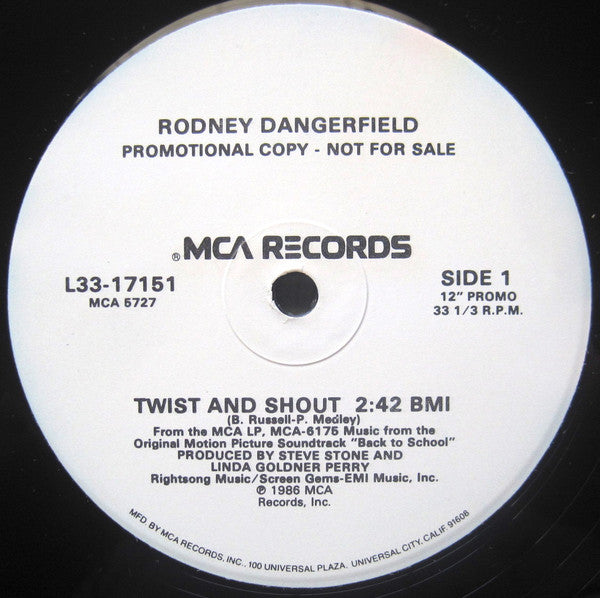 RODNEY DANGERFIELD
PROMOTIONAL COPY - NOT FOR SALE
®MCA RECORDS
L33-17151
MCA 5727
SIDE 1
12" PROMO
33 1/3 R.P.M.
TWIST AND SHOUT 2:42 BMI
(B. Russell-P. Medley)
From the MCA LP, MCA-6175 Music from the
Original Motion Picture Soundtrack "Back to School"
PRODUCED BY STEVE STONE AND
LINDA GOLDNER PERRY
Rightsong Music/Screen Gems-EMI Music, Inc.
℗ 1986 MCA
Records, Inc.
MFD. BY MCA RECORDS, INC., 100 UNIVERSAL PLAZA, UNIVERSAL CITY, CALIF. 91608